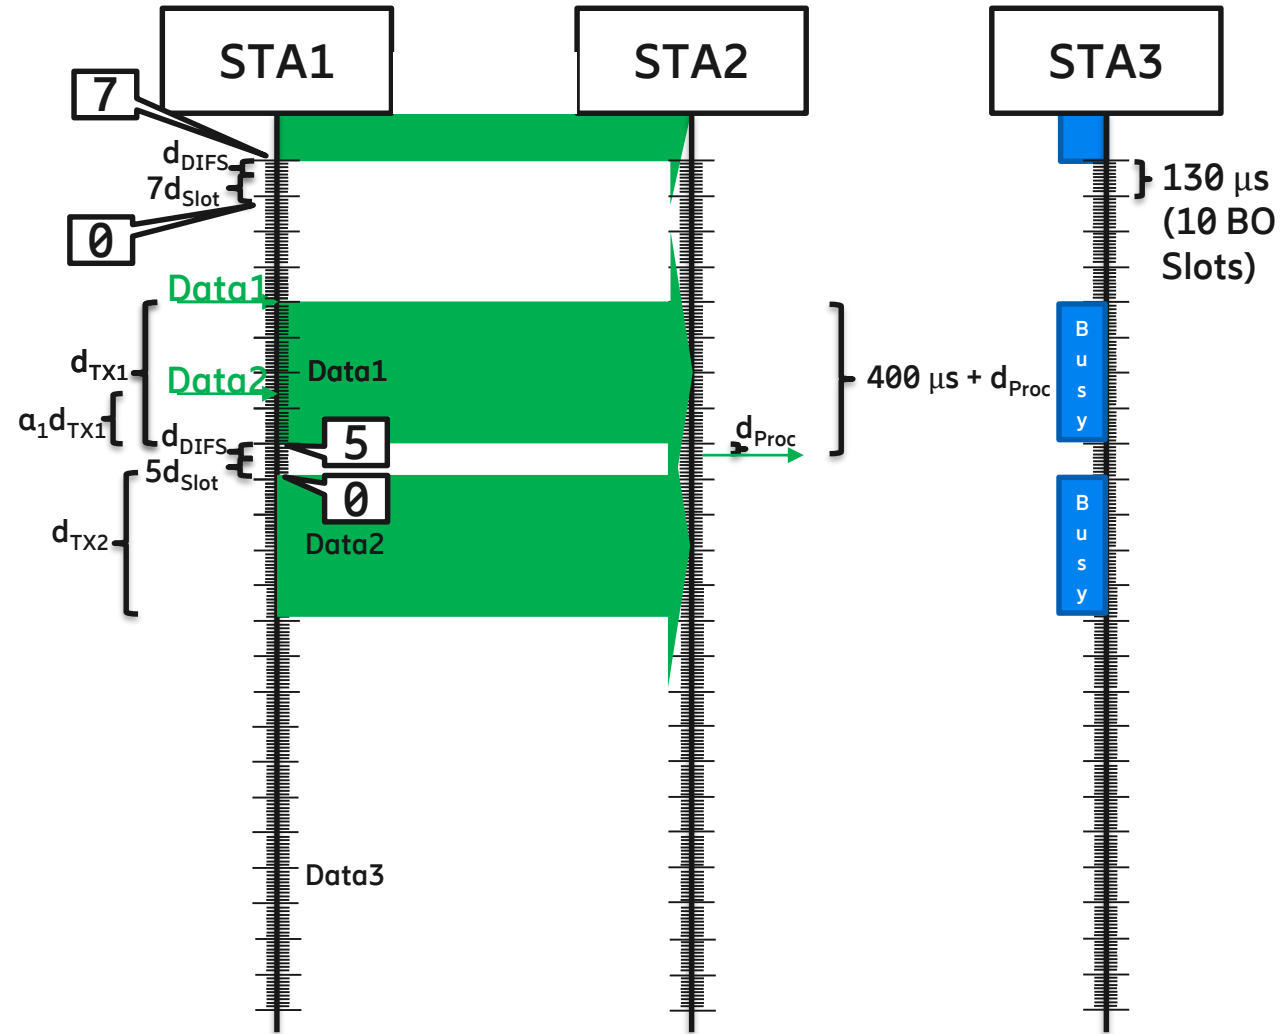 STA1
STA2
STA3
7
dDIFS
7dSlot
0
130 μs
(10 BO
Slots)
Data1
dTX1
Data1
Data2
a1dTX1
400 μs + dProc
B
u
s
y
dDIFS
5
dProc
5dSlot
0
dTX2
Data2
B
u
s
y
Data3